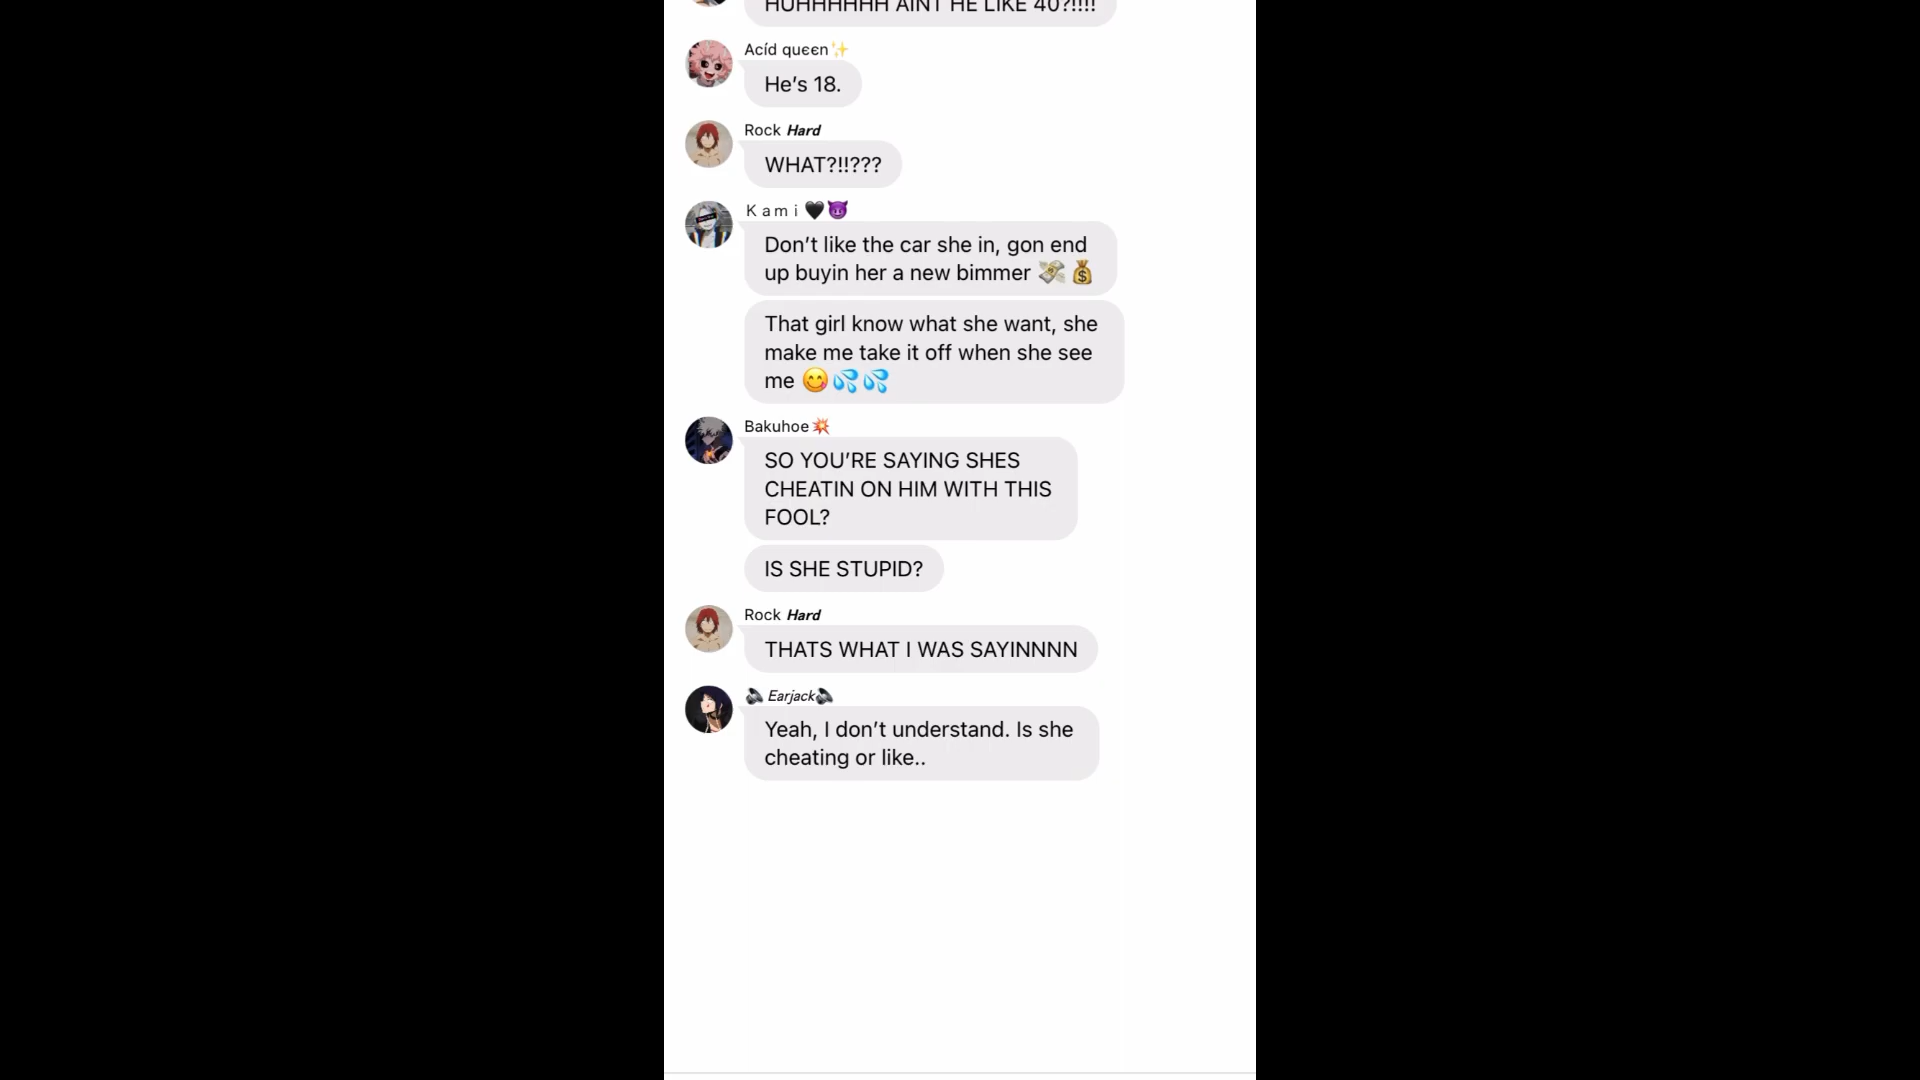 HUHHHHHH AINT HE LIKE 40?!!!!
Acíd quєєn✨
He’s 18.
Rock 𝙃𝙖𝙧𝙙
WHAT?!!???
K a m i 🖤😈
Don’t like the car she in, gon end
up buyin her a new bimmer 💸💰
That girl know what she want, she
make me take it off when she see
me 😋💦💦
Bakuhoe💥
SO YOU’RE SAYING SHES
CHEATIN ON HIM WITH THIS
FOOL?
IS SHE STUPID?
Rock 𝙃𝙖𝙧𝙙
THATS WHAT I WAS SAYINNNN
🔊 𝘌𝘢𝘳𝘫𝘢𝘤𝘬🔊
Yeah, I don’t understand. Is she
cheating or like..